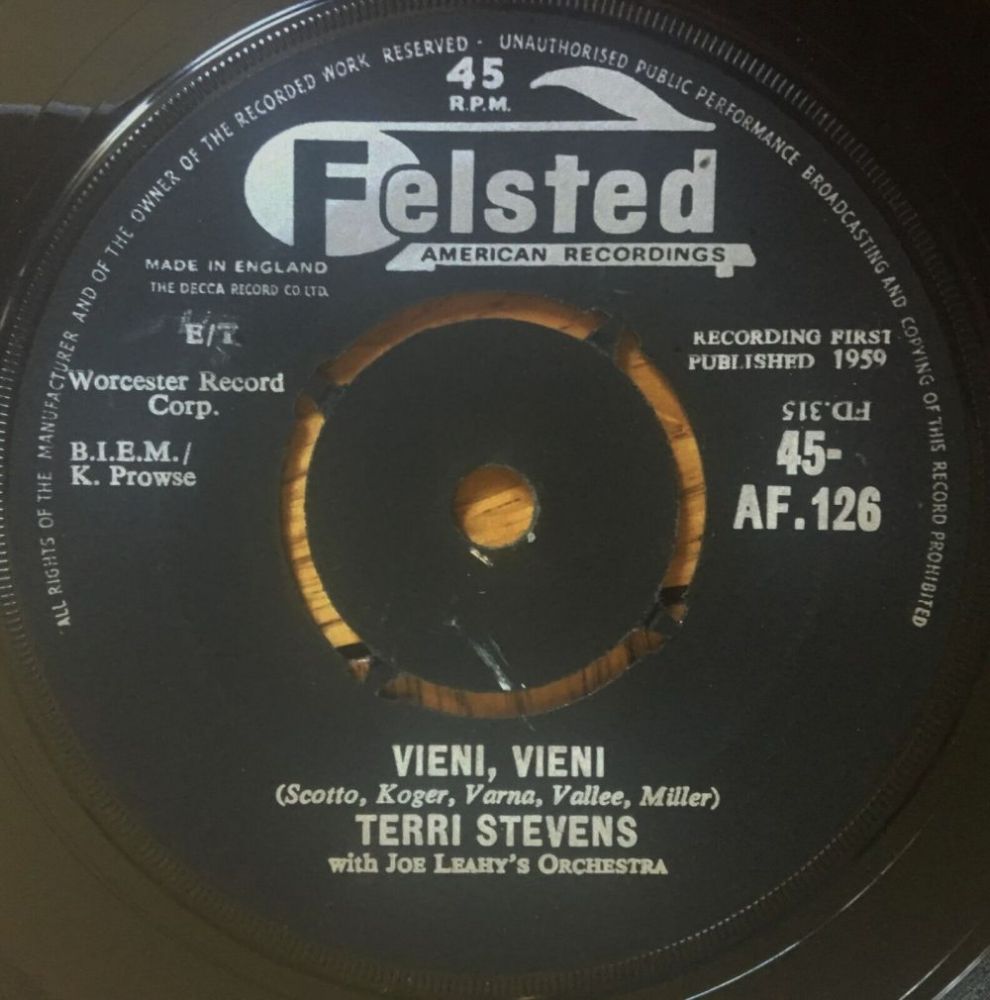 ALL RIGHTS OF THE MANUFACTURER AND OF THE OWNER OF THE RECORDED WORK RESERVED · UNAUTHORISED PUBLIC PERFORMANCE BROADCASTING AND COPYING OF THIS RECORD PROHIBITED
45
R.P.M.
Felsted
AMERICAN RECORDINGS
MADE IN ENGLAND
THE DECCA RECORD CO. LTD.
E/T
Worcester Record
Corp.
B.I.E.M./
K. Prowse
RECORDING FIRST
PUBLISHED 1959
FD.315
45-
AF.126
VIENI, VIENI
(Scotto, Koger, Varna, Vallee, Miller)
TERRI STEVENS
with JOE LEAHY'S ORCHESTRA